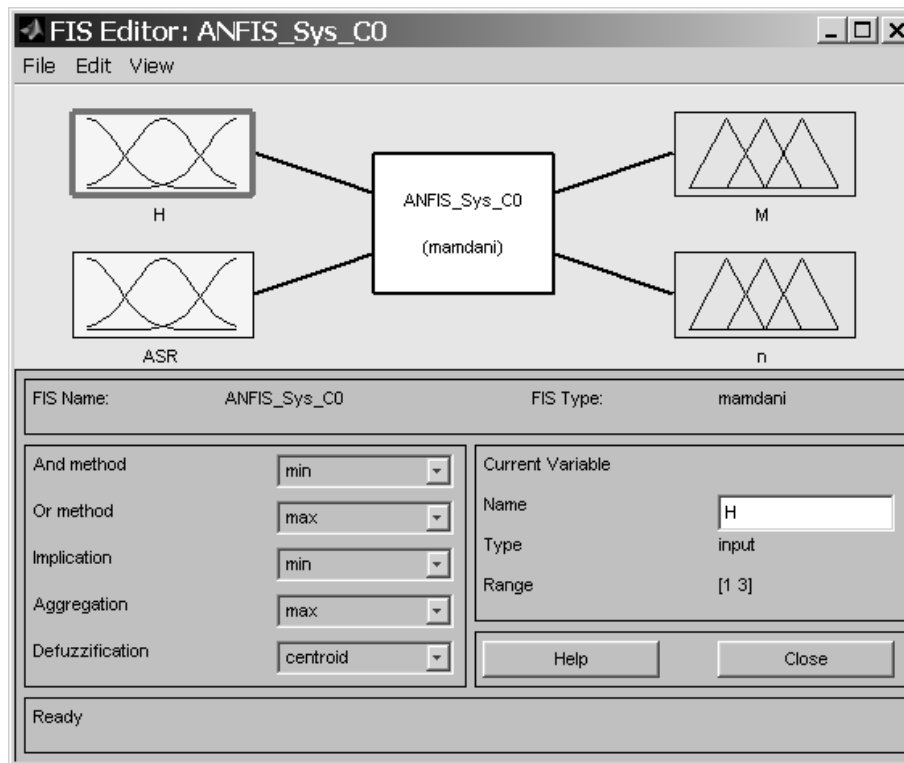 FIS Editor: ANFIS_Sys_C0
File Edit View
H
ASR
ANFIS_Sys_C0
(mamdani)
M
n
FIS Name: ANFIS_Sys_C0 FIS Type: mamdani
And method min
Or method max
Implication min
Aggregation max
Defuzzification centroid
Current Variable
Name H
Type input
Range [1 3]
Help Close
Ready